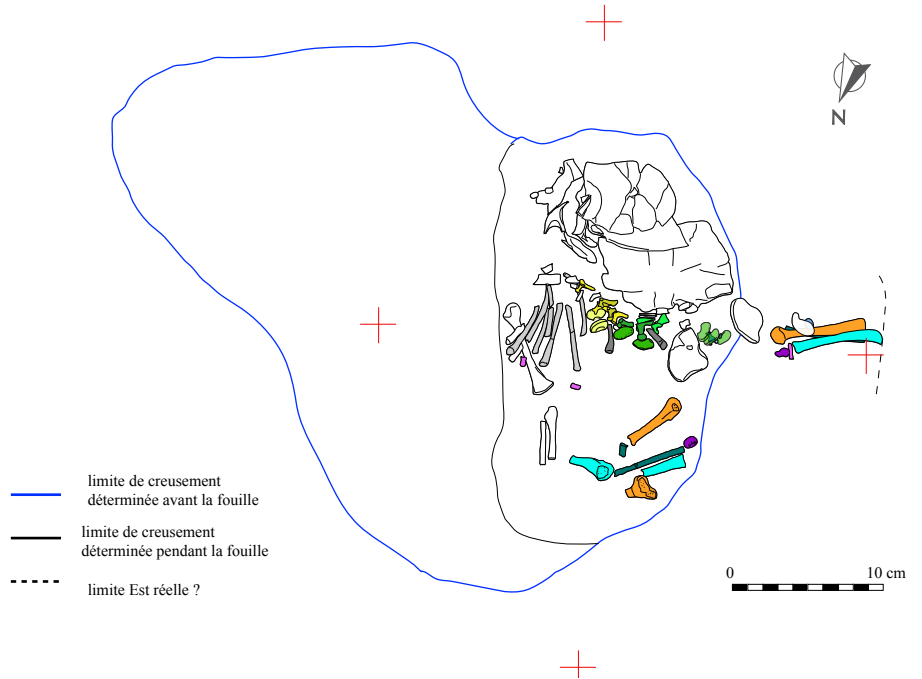 N
limite de creusement
déterminée avant la fouille
limite de creusement
déterminée pendant la fouille
limite Est réelle ?
0 10 cm